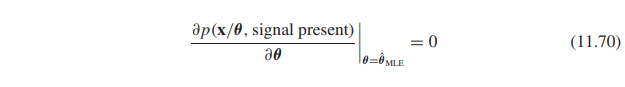 ∂p(x/θ, signal present) / ∂θ |θ=θ̂MLE = 0 (11.70)